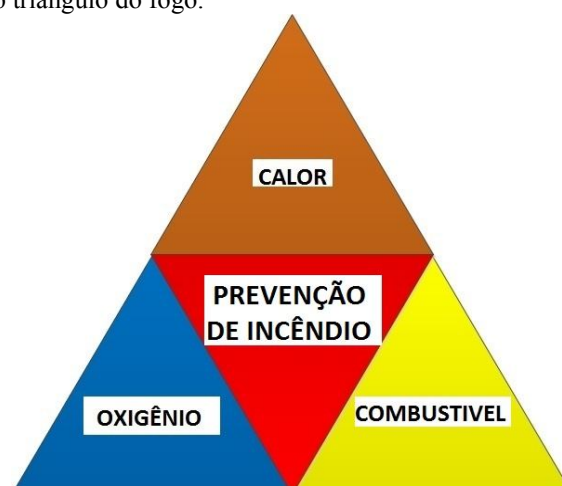 triângulo do fogo.
CALOR
PREVENÇÃO
DE INCÊNDIO
OXIGÊNIO
COMBUSTIVEL